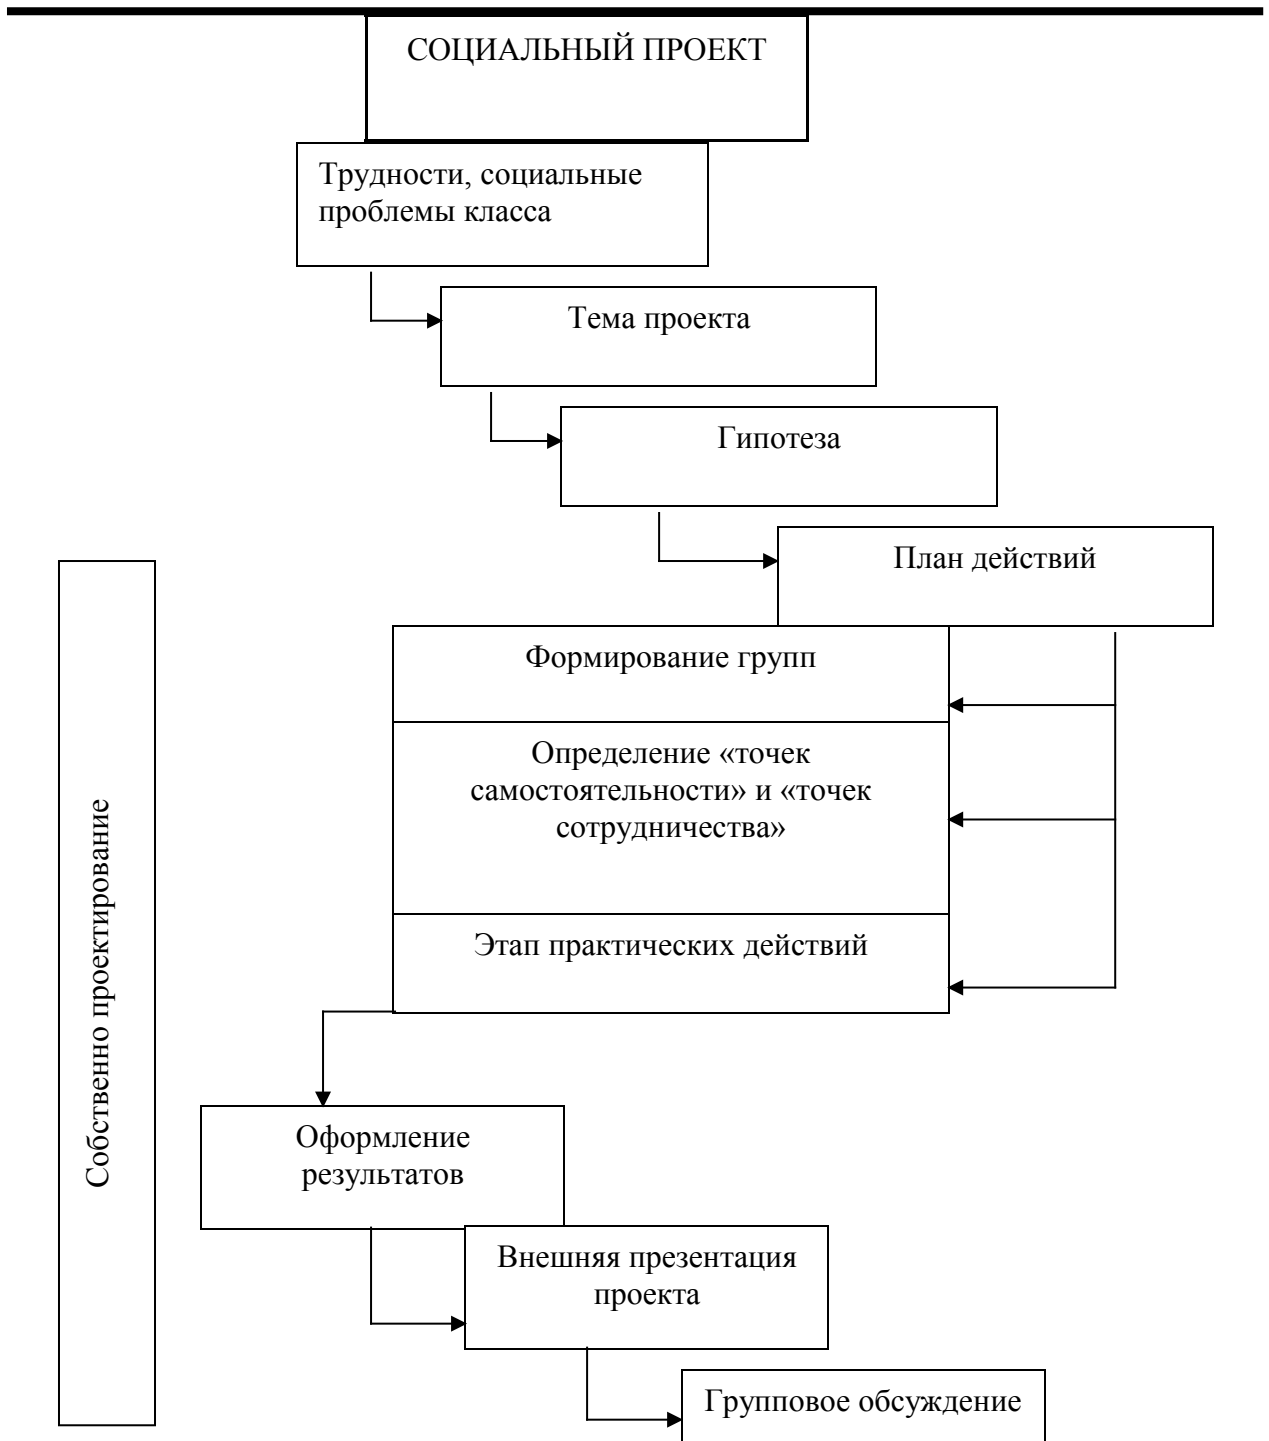 СОЦИАЛЬНЫЙ ПРОЕКТ
Трудности, социальные
проблемы класса
Тема проекта
Гипотеза
План действий
Формирование групп
Определение «точек
самостоятельности» и «точек
сотрудничества»
Этап практических действий
Собственно проектирование
Оформление
результатов
Внешняя презентация
проекта
Групповое обсуждение